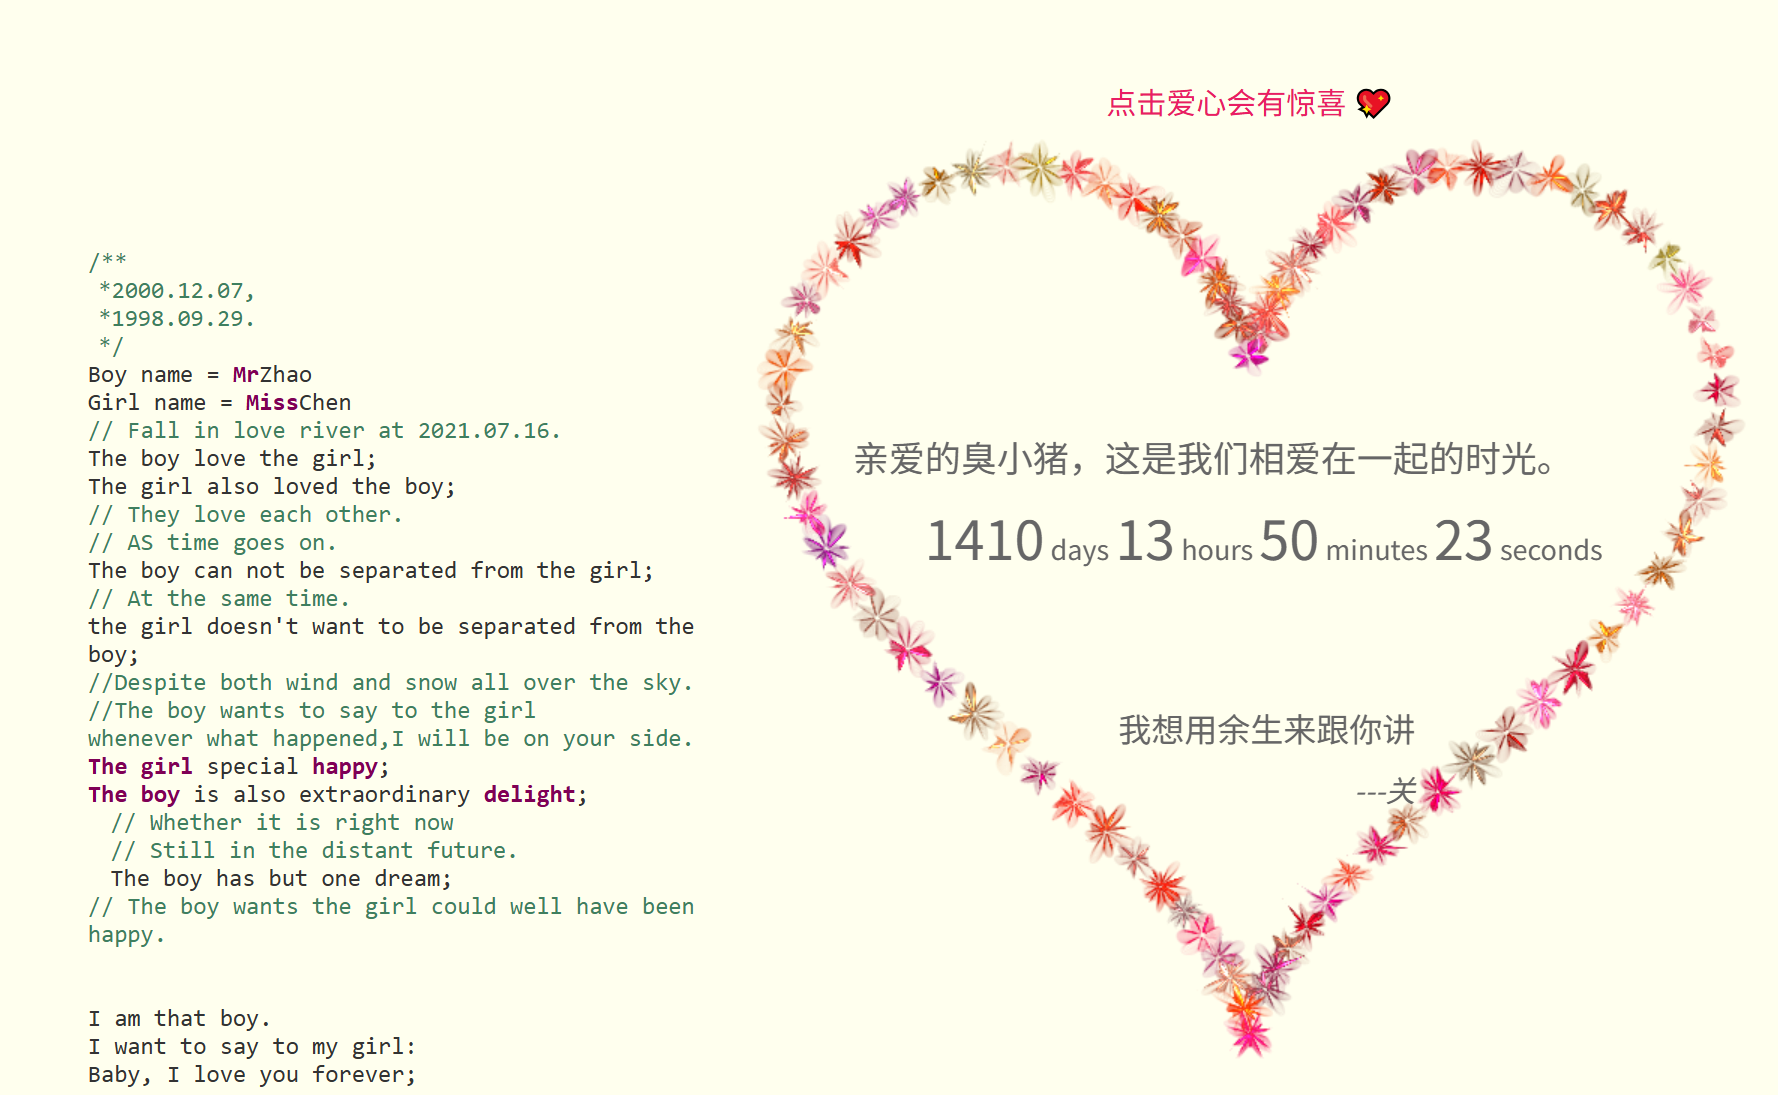 /**
*2000.12.07,
*1998.09.29.
*/
Boy name = MrZhao
Girl name = MissChen
// Fall in love river at 2021.07.16.
The boy love the girl;
The girl also loved the boy;
// They love each other.
// AS time goes on.
The boy can not be separated from the girl;
// At the same time.
the girl doesn't want to be separated from the
boy;
//Despite both wind and snow all over the sky.
//The boy wants to say to the girl
whenever what happened,I will be on your side.
The girl special happy;
The boy is also extraordinary delight;
// Whether it is right now
// Still in the distant future.
The boy has but one dream;
// The boy wants the girl could well have been
happy.
I am that boy.
I want to say to my girl:
Baby, I love you forever;
点击爱心会有惊喜 💖
亲爱的臭小猪，这是我们相爱在一起的时光。
1410 days 13 hours 50 minutes 23 seconds
我想用余生来跟你讲
---关